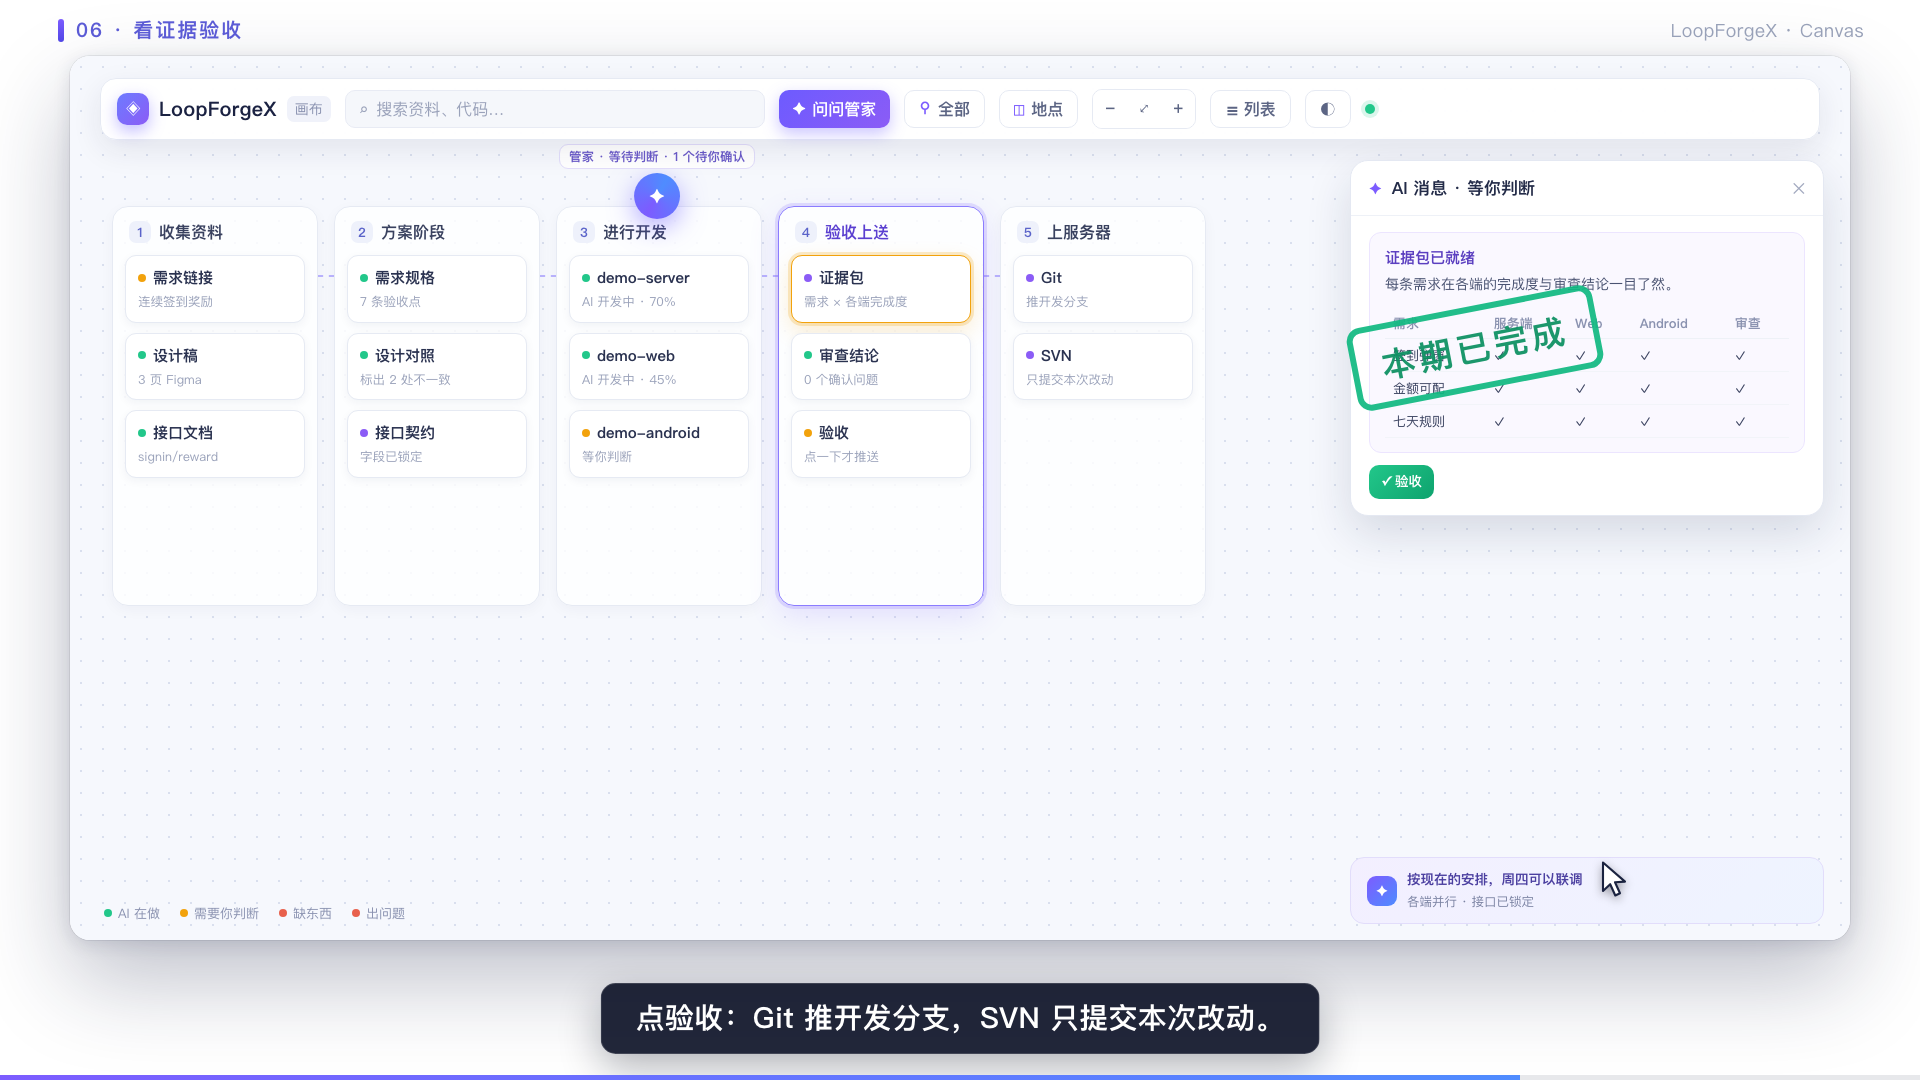 06 · 看证据验收
LoopForgeX · Canvas
LoopForgeX 画布
搜索资料、代码...
问问管家
全部
地点
列表
管家 · 等待判断 · 1 个待你确认
1 收集资料
需求链接
连续签到奖励
设计稿
3 页 Figma
接口文档
signin/reward
2 方案阶段
需求规格
7 条验收点
设计对照
标出 2 处不一致
接口契约
字段已锁定
3 进行开发
demo-server
AI 开发中 · 70%
demo-web
AI 开发中 · 45%
demo-android
等你判断
4 验收上送
证据包
需求 × 各端完成度
审查结论
0 个确认问题
验收
点一下才推送
5 上服务器
Git
推开发分支
SVN
只提交本次改动
AI 消息 · 等你判断
证据包已就绪
每条需求在各端的完成度与审查结论一目了然。
需求 服务端 Web Android 审查
本期已完成
✓ ✓ ✓
金额可配 ✓ ✓ ✓ ✓
七天规则 ✓ ✓ ✓ ✓
✓ 验收
按现在的安排，周四可以联调
各端并行 · 接口已锁定
AI 在做 需要你判断 缺东西 出问题
点验收：Git 推开发分支，SVN 只提交本次改动。